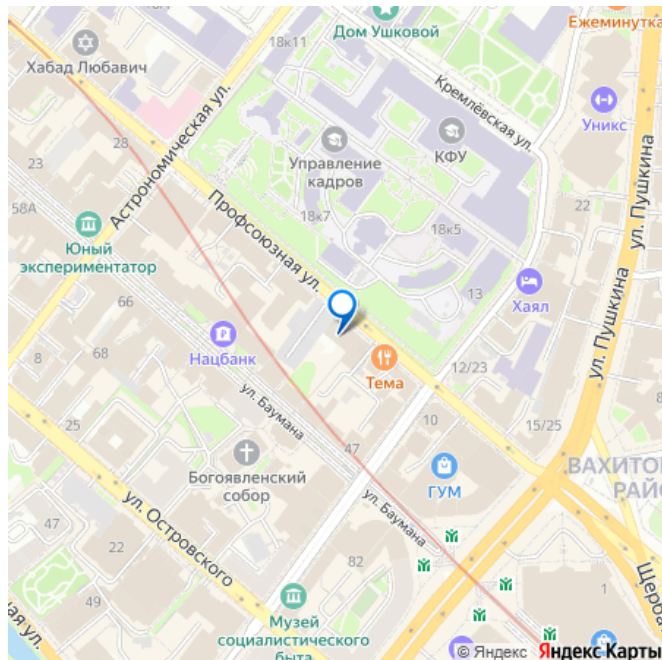 Ежеминутка
Дом Ушковой
18к11
Хабад Любавич
Кремлёвская ул.
Уникс
Астрономическая ул.
28
23
Управление
кадров
КФУ
22
ул. Пушкина
58А
Профсоюзная ул.
18к7
18к5
Юный
экспериментатор
66
13
Хаял
ул. Пушкина
Нацбанк
8
68
Тема
12/23
ул. Баумана
25
10
15/25
47
Богоявленский
собор
ГУМ
ВАХИТО
РАЙО
ул. Островского
ул. Баумана
47
22
82
49
1
Щерба
Музей
социалистического
быта
ая ул.
© Яндекс Яндекс Карты